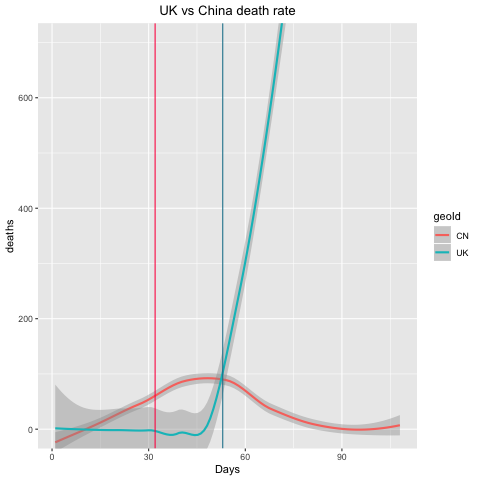 UK vs China death rate
600
400
200
0
deaths
0 30 60 90
Days
geoId
CN
UK